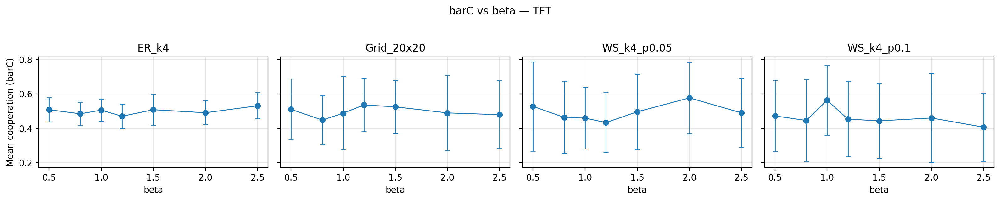 barC vs beta — TFT
ER_k4
Grid_20x20
WS_k4_p0.05
WS_k4_p0.1
Mean cooperation (barC)
0.8
0.6
0.4
0.2
0.5 1.0 1.5 2.0 2.5
0.5 1.0 1.5 2.0 2.5
0.5 1.0 1.5 2.0 2.5
0.5 1.0 1.5 2.0 2.5
beta
beta
beta
beta